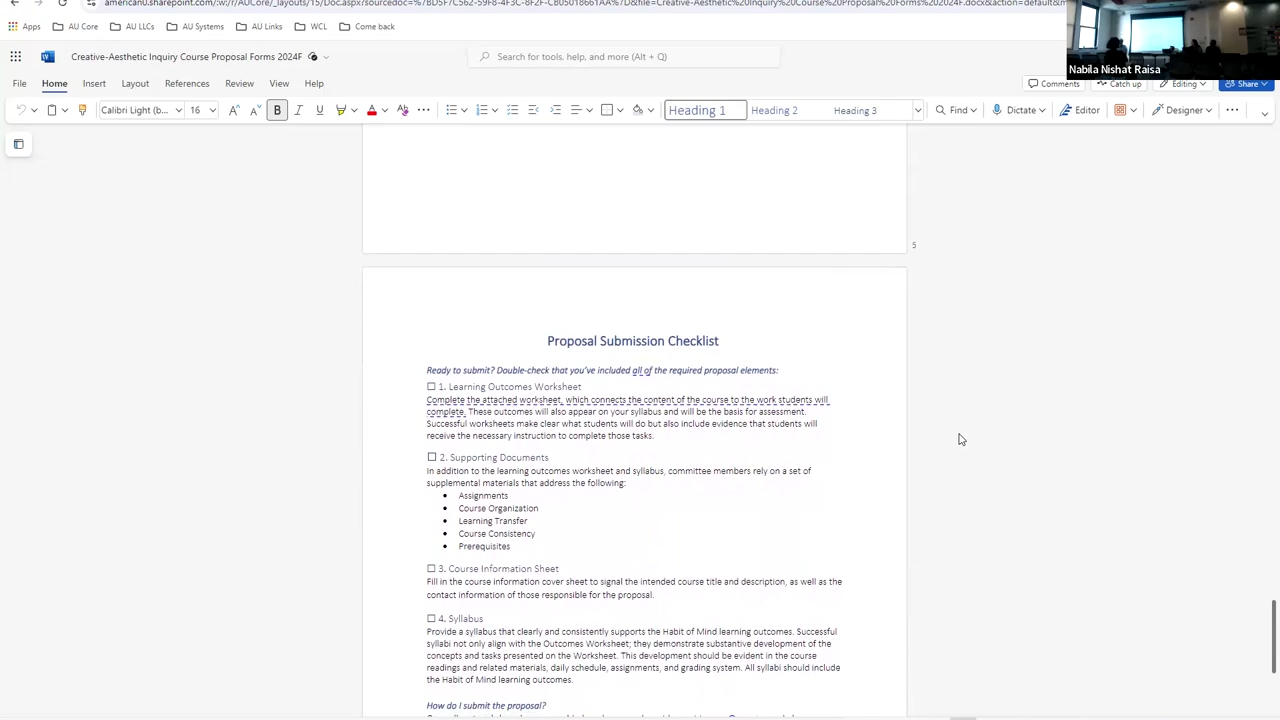 Apps AU Core AU LLCs AU Systems AU Links WCL Come back
Creative-Aesthetic Inquiry Course Proposal Forms 2024F
Search for tools, help, and more (Alt + Q)
Nabila Nishat Raisa
File Home Insert Layout References Review View Help
Comments Catch up Editing Share
Calibri Light (b... 16 B I U A Heading 1 Heading 2 Heading 3 Find Dictate Editor Designer
5
Proposal Submission Checklist
Ready to submit? Double-check that you've included all of the required proposal elements:
☐ 1. Learning Outcomes Worksheet
Complete the attached worksheet, which connects the content of the course to the work students will
complete. These outcomes will also appear on your syllabus and will be the basis for assessment.
Successful worksheets make clear what students will do but also include evidence that students will
receive the necessary instruction to complete those tasks.
☐ 2. Supporting Documents
In addition to the learning outcomes worksheet and syllabus, committee members rely on a set of
supplemental materials that address the following:
• Assignments
• Course Organization
• Learning Transfer
• Course Consistency
• Prerequisites
☐ 3. Course Information Sheet
Fill in the course information cover sheet to signal the intended course title and description, as well as the
contact information of those responsible for the proposal.
☐ 4. Syllabus
Provide a syllabus that clearly and consistently supports the Habit of Mind learning outcomes. Successful
syllabi not only align with the Outcomes Worksheet; they demonstrate substantive development of the
concepts and tasks presented on the Worksheet. This development should be evident in the course
readings and related materials, daily schedule, assignments, and grading system. All syllabi should include
the Habit of Mind learning outcomes.
How do I submit the proposal?